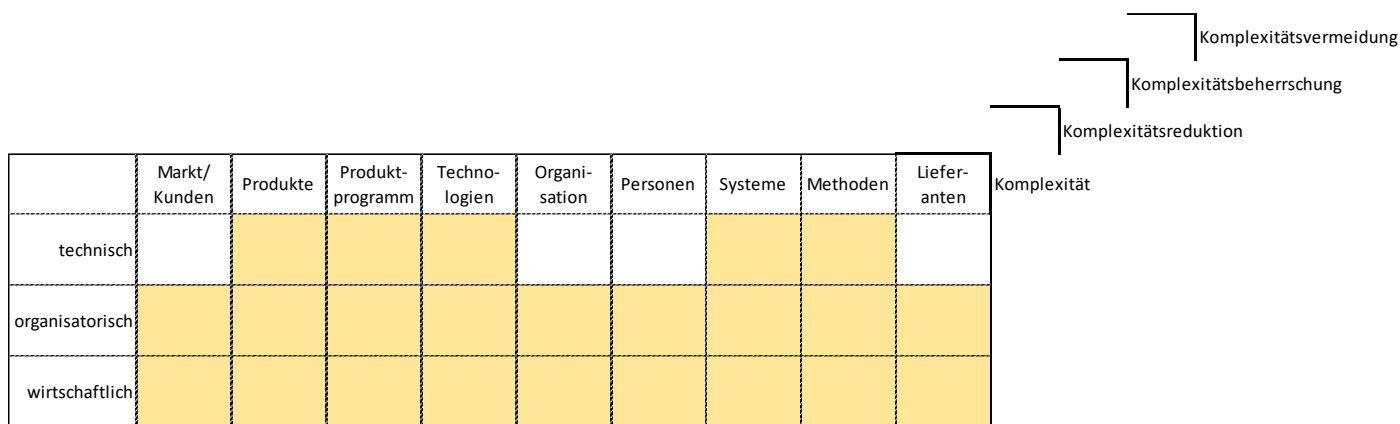 Komplexitätsvermeidung
Komplexitätsbeherrschung
Komplexitätsreduktion
Markt/
Kunden
Produkte
Produkt-
programm
Techno-
logien
Organi-
sation
Personen
Systeme
Methoden
Liefer-
anten
Komplexität
technisch
organisatorisch
wirtschaftlich